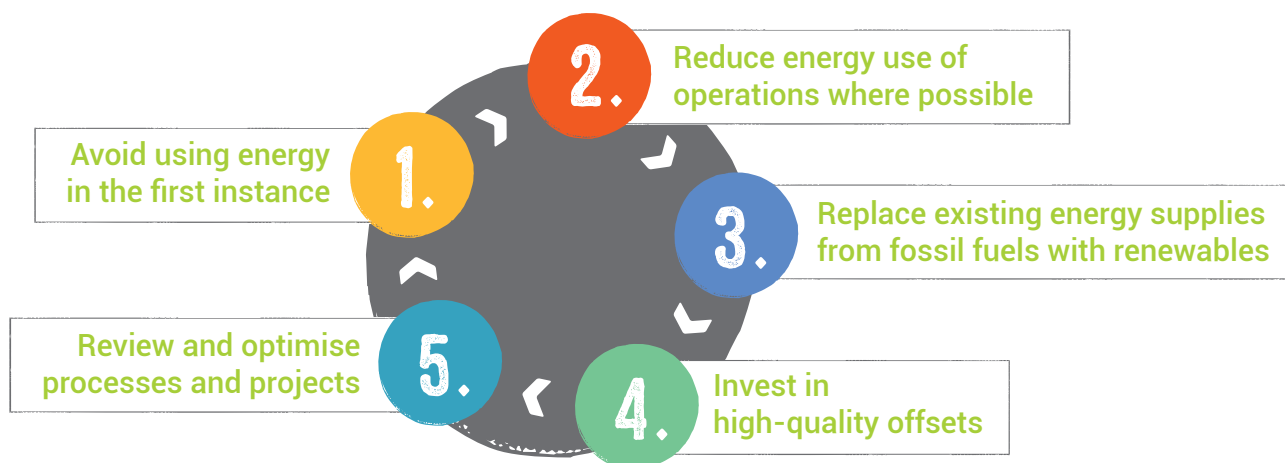 1.
Avoid using energy
in the first instance
2.
Reduce energy use of
operations where possible
3.
Replace existing energy supplies
from fossil fuels with renewables
4.
Invest in
high-quality offsets
5.
Review and optimise
processes and projects